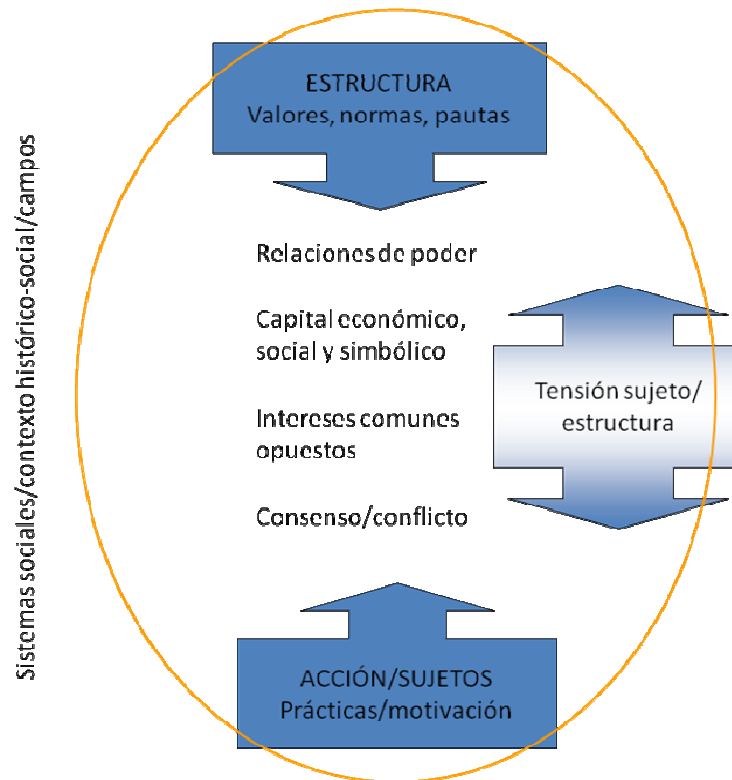 Sistemas sociales/contexto histórico-social/campos
ESTRUCTURA
Valores, normas, pautas
Relaciones de poder
Capital económico,
social y simbólico
Intereses comunes
opuestos
Consenso/conflicto
Tensión sujeto/
estructura
ACCIÓN/SUJETOS
Prácticas/motivación